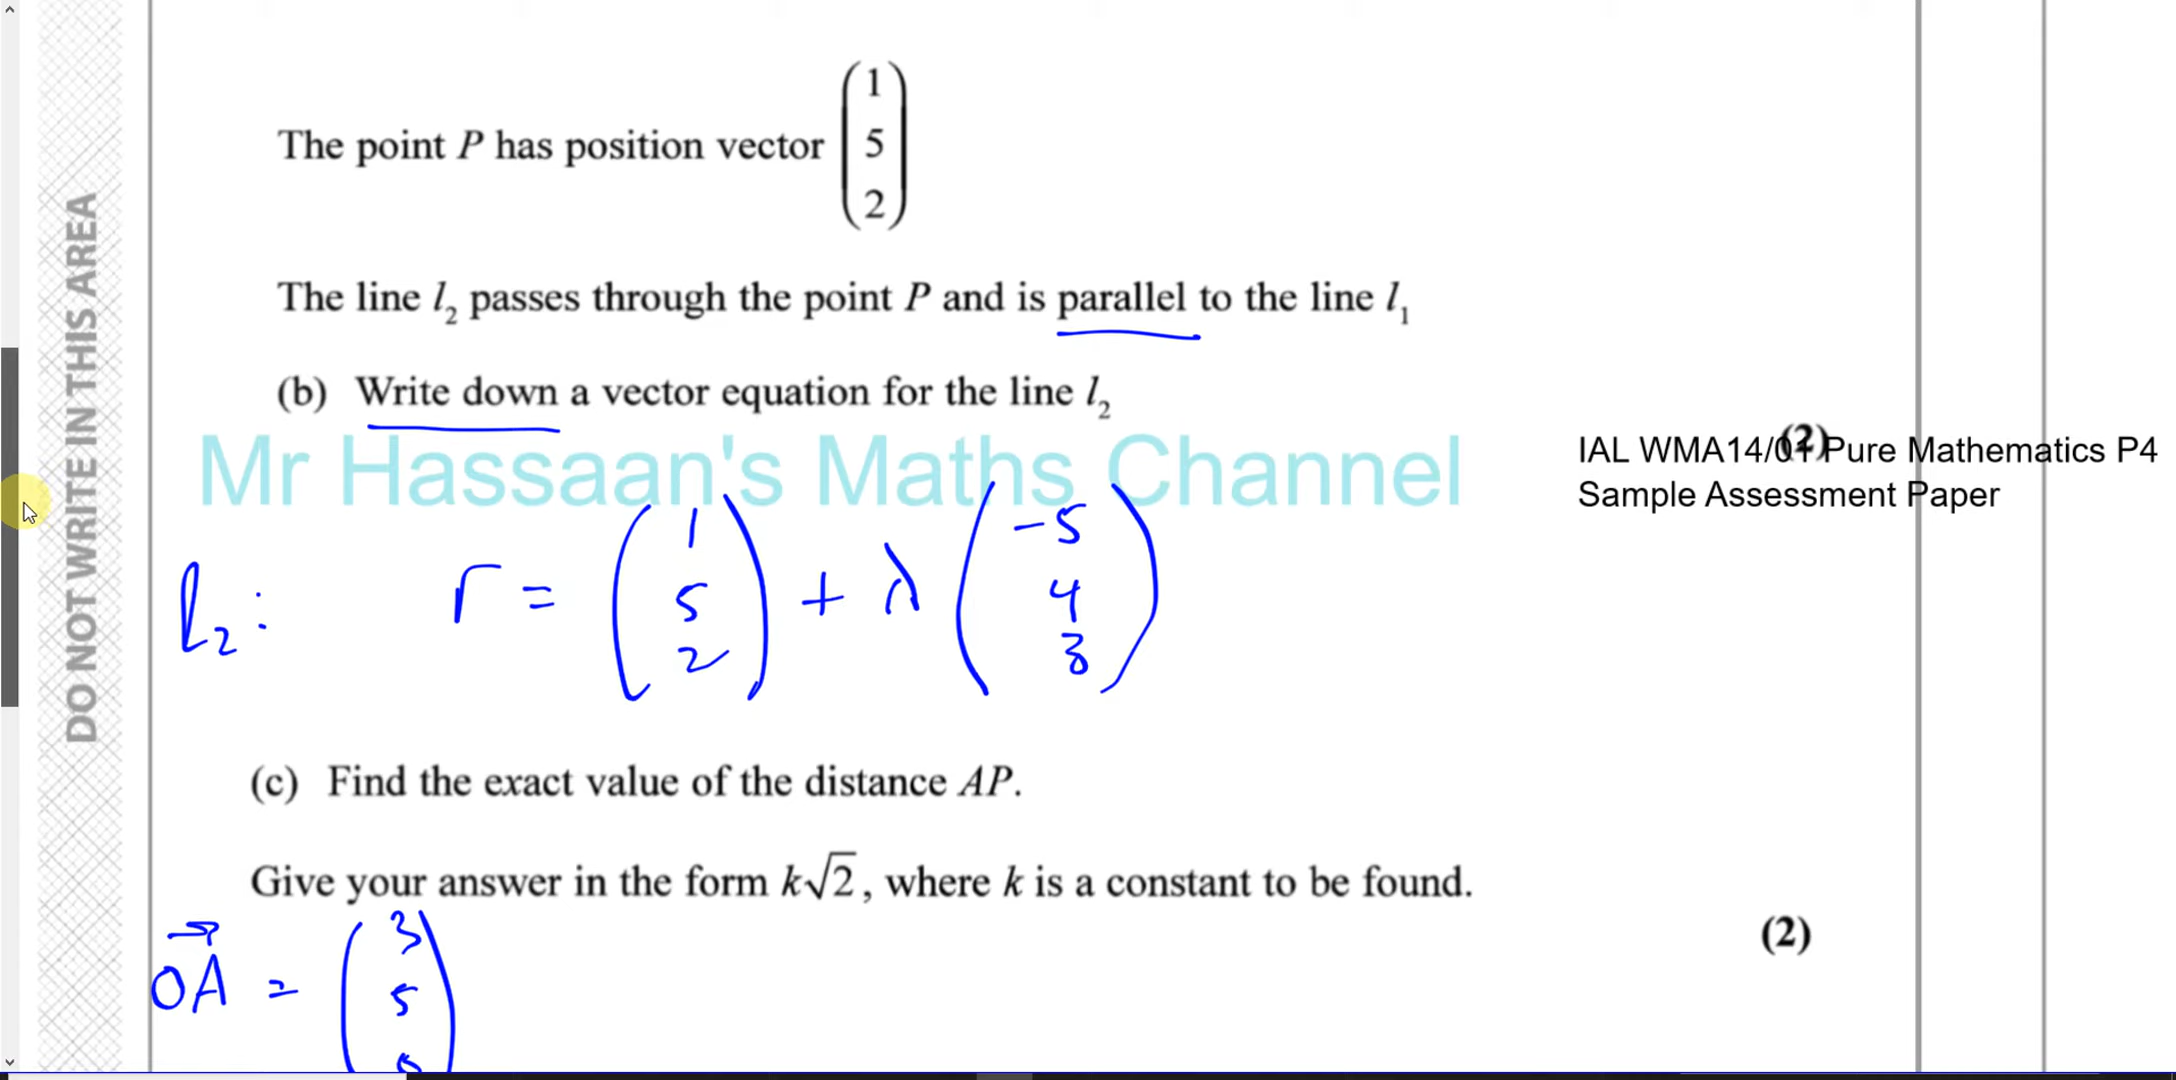 DO NOT WRITE IN THIS AREA
The point P has position vector (1 5 2)
The line l₂ passes through the point P and is parallel to the line l₁
(b) Write down a vector equation for the line l₂
(2)
Mr Hassaan's Maths Channel
IAL WMA14/01 Pure Mathematics P4
Sample Assessment Paper
l₂: r = (1 5 2) + λ (-5 4 3)
(c) Find the exact value of the distance AP.
Give your answer in the form k√2, where k is a constant to be found.
(2)
OA = (3 5